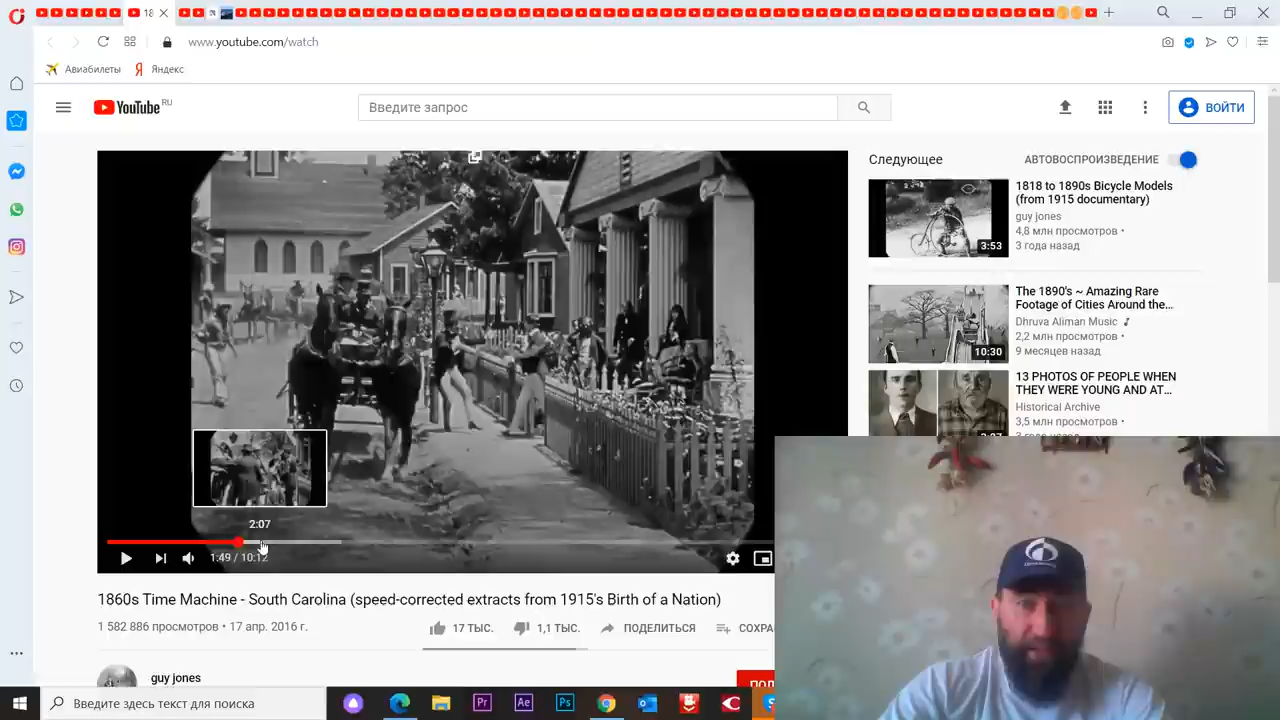 18
www.youtube.com/watch
Авиабилеты
Яндекс
YouTube RU
Введите запрос
ВОЙТИ
2:07
1:49 / 10:12
1860s Time Machine - South Carolina (speed-corrected extracts from 1915's Birth of a Nation)
1 582 886 просмотров • 17 апр. 2016 г.
17 ТЫС.
1,1 ТЫС.
ПОДЕЛИТЬСЯ
СОХРА
guy jones
ПОД
Следующее
АВТОВОСПРОИЗВЕДЕНИЕ
3:53
1818 to 1890s Bicycle Models
(from 1915 documentary)
guy jones
4,8 млн просмотров •
3 года назад
10:30
The 1890's ~ Amazing Rare
Footage of Cities Around the...
Dhruva Aliman Music
2,2 млн просмотров •
9 месяцев назад
13 PHOTOS OF PEOPLE WHEN
THEY WERE YOUNG AND AT...
Historical Archive
3,5 млн просмотров •
Введите здесь текст для поиска
Pr
Ae
Ps